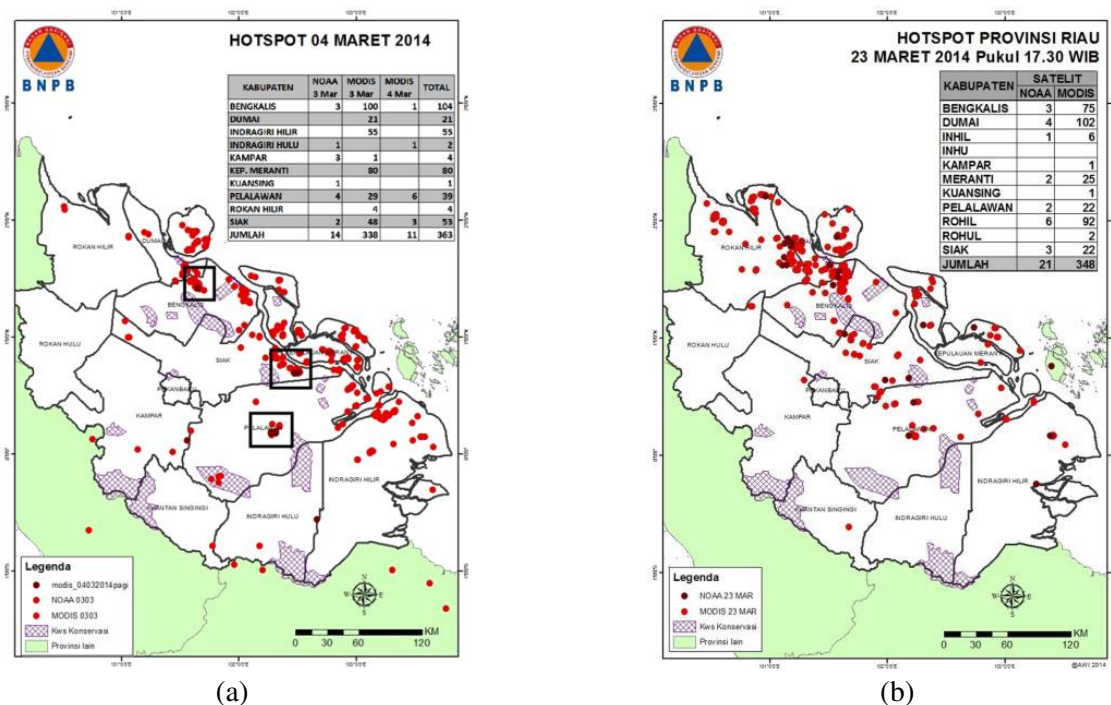 BNPB
HOTSPOT 04 MARET 2014
KABUPATEN NOAA 3 Mar MODIS 3 Mar MODIS 4 Mar TOTAL
BENGKALIS 3 100 1 104
DUMAI 21 21
INDRAGIRI HILIR 55 55
INDRAGIRI HULU 1 1 2
KAMPAR 3 1 4
KEP. MERANTI 80 80
KUANSING 1 1
PELALAWAN 4 29 6 39
ROKAN HILIR 4 4
SIAK 2 48 3 53
JUMLAH 14 338 11 363
ROKAN HILIR
DUMAI
BENGKALIS
ROKAN HULU
SIAK
KAMPAR
INDRAGIRI HILIR
INDRAGIRI HULU
Legenda
modis_04032014pagi
NOAA 0303
MODIS 0303
Kws Konservasi
Provinsi lain
N
W E
S
KM
0 30 60 120
(a)
BNPB
HOTSPOT PROVINSI RIAU
23 MARET 2014 Pukul 17.30 WIB
KABUPATEN SATELIT
NOAA MODIS
BENGKALIS 3 75
DUMAI 4 102
INHIL 1 6
INHU
KAMPAR 1
MERANTI 2 25
KUANSING 1
PELALAWAN 2 22
ROHIL 6 92
ROHUL 2
SIAK 3 22
JUMLAH 21 348
ROKAN HILIR
BENGKALIS
ROKAN HULU
SIAK
KEPULAUAN MERANTI
PEKANBARU
KAMPAR
PELALAWAN
INDRAGIRI HILIR
KUANTAN SINGINGI
INDRAGIRI HULU
Legenda
NOAA 23 MAR
MODIS 23 MAR
Kws Konservasi
Provinsi lain
N
W E
S
KM
0 30 60 120
@AWI 2014
(b)